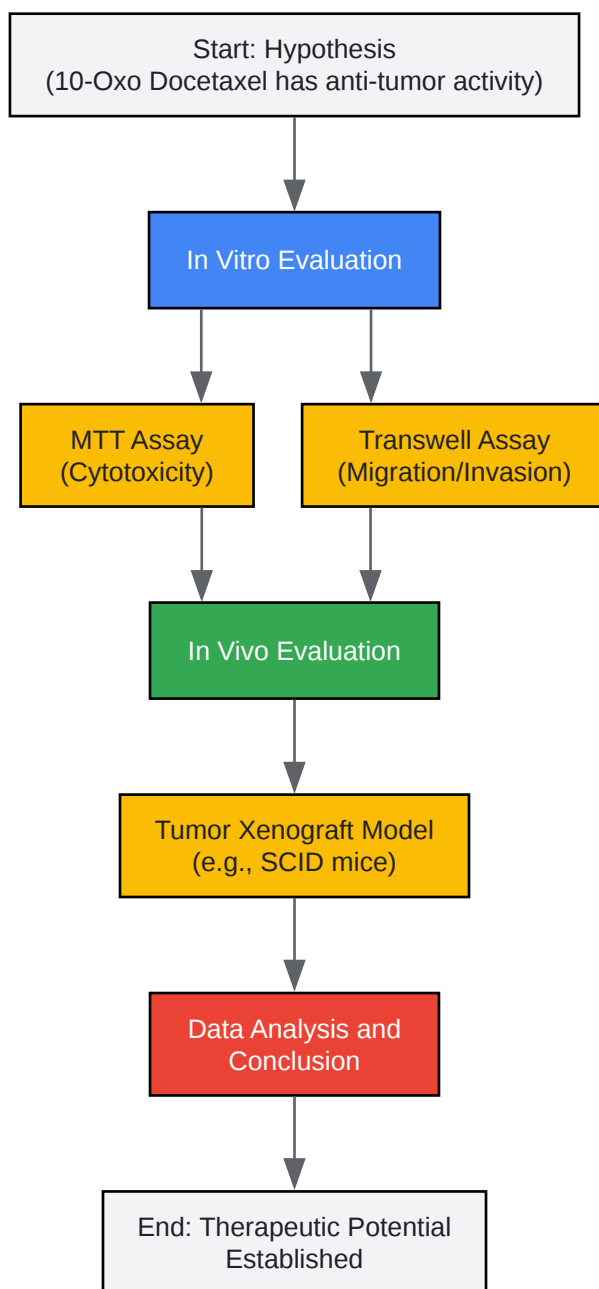 Start: Hypothesis
(10-Oxo Docetaxel has anti-tumor activity)
In Vitro Evaluation
MTT Assay
(Cytotoxicity)
Transwell Assay
(Migration/Invasion)
In Vivo Evaluation
Tumor Xenograft Model
(e.g., SCID mice)
Data Analysis and
Conclusion
End: Therapeutic Potential
Established